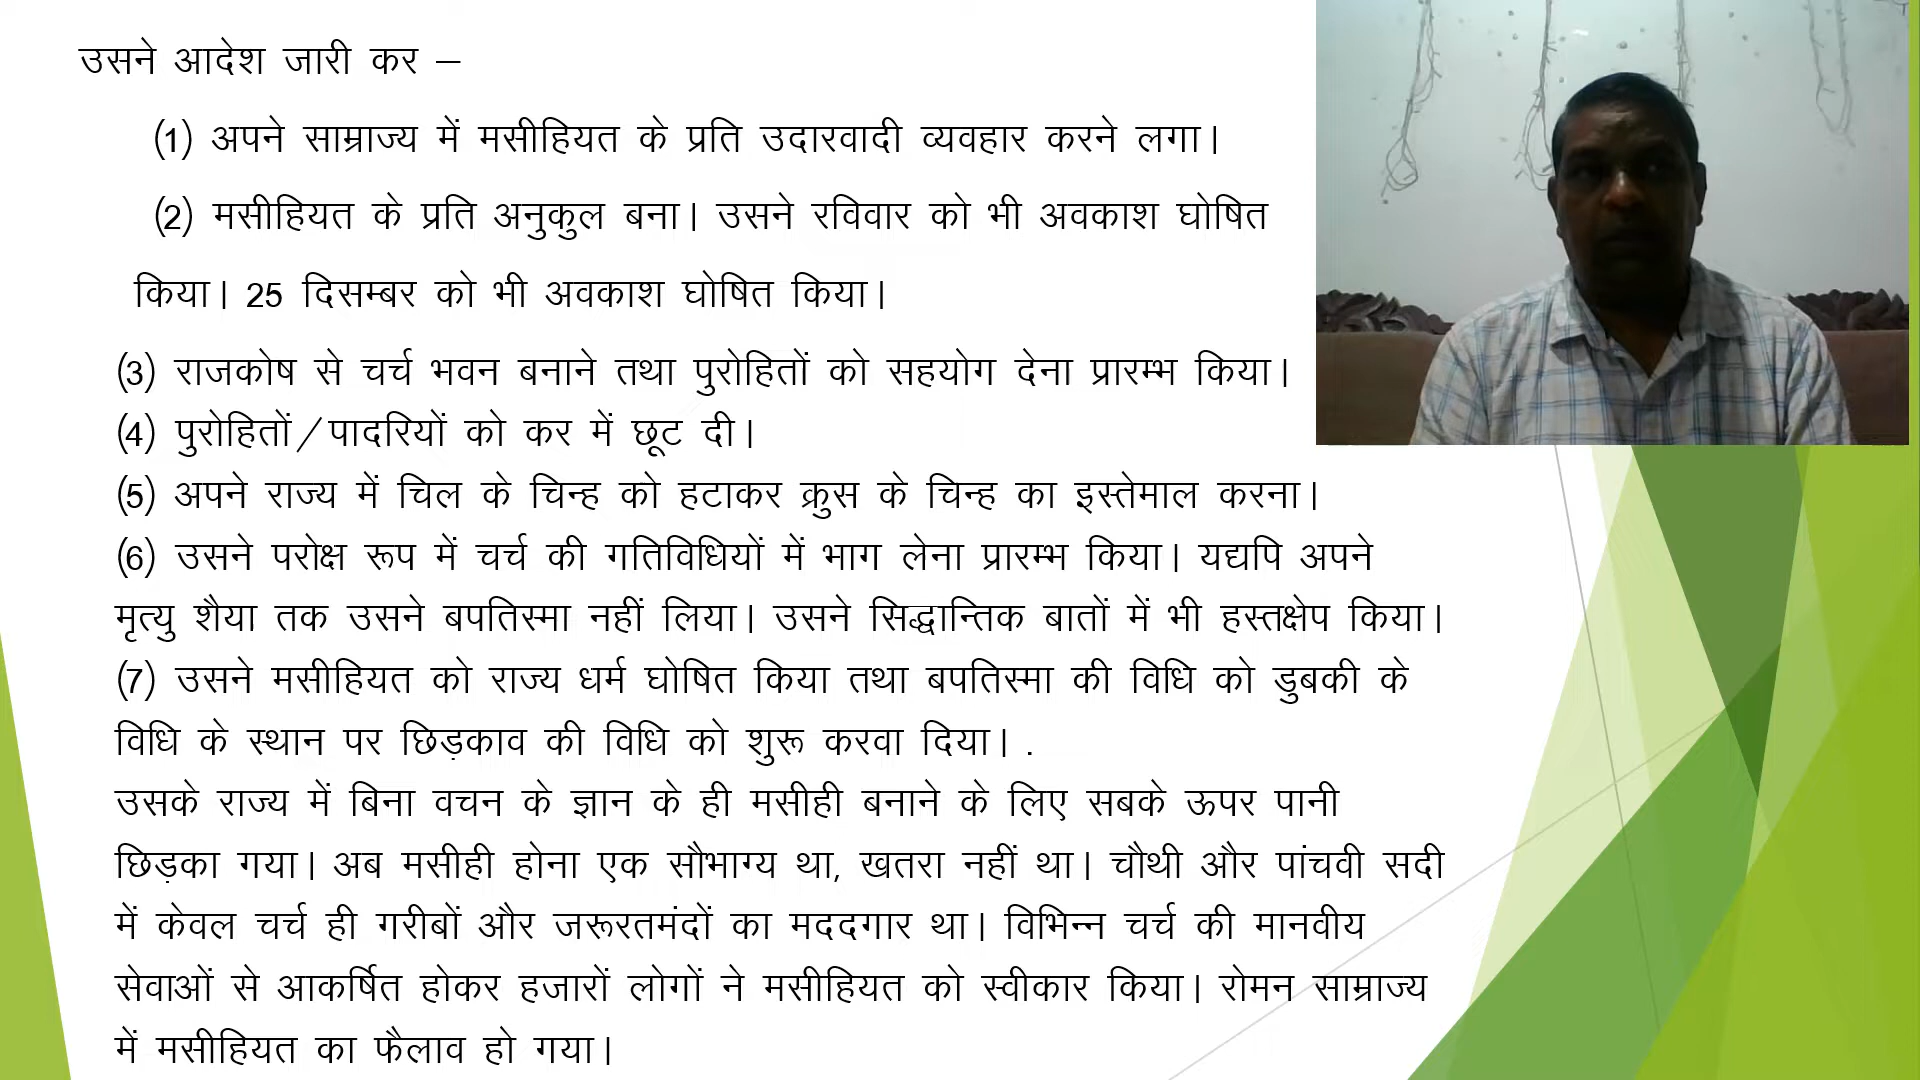 उसने आदेश जारी कर –
(1) अपने साम्राज्य में मसीहियत के प्रति उदारवादी व्यवहार करने लगा।
(2) मसीहियत के प्रति अनुकुल बना। उसने रविवार को भी अवकाश घोषित
किया। 25 दिसम्बर को भी अवकाश घोषित किया।
(3) राजकोष से चर्च भवन बनाने तथा पुरोहितों को सहयोग देना प्रारम्भ किया।
(4) पुरोहितों/पादरियों को कर में छूट दी।
(5) अपने राज्य में चिल के चिन्ह को हटाकर क्रुस के चिन्ह का इस्तेमाल करना।
(6) उसने परोक्ष रूप में चर्च की गतिविधियों में भाग लेना प्रारम्भ किया। यद्यपि अपने
मृत्यु शैया तक उसने बपतिस्मा नहीं लिया। उसने सिद्धान्तिक बातों में भी हस्तक्षेप किया।
(7) उसने मसीहियत को राज्य धर्म घोषित किया तथा बपतिस्मा की विधि को डुबकी के
विधि के स्थान पर छिड़काव की विधि को शुरू करवा दिया। .
उसके राज्य में बिना वचन के ज्ञान के ही मसीही बनाने के लिए सबके ऊपर पानी
छिड़का गया। अब मसीही होना एक सौभाग्य था, खतरा नहीं था। चौथी और पांचवी सदी
में केवल चर्च ही गरीबों और जरूरतमंदों का मददगार था। विभिन्न चर्च की मानवीय
सेवाओं से आकर्षित होकर हजारों लोगों ने मसीहियत को स्वीकार किया। रोमन साम्राज्य
में मसीहियत का फैलाव हो गया।